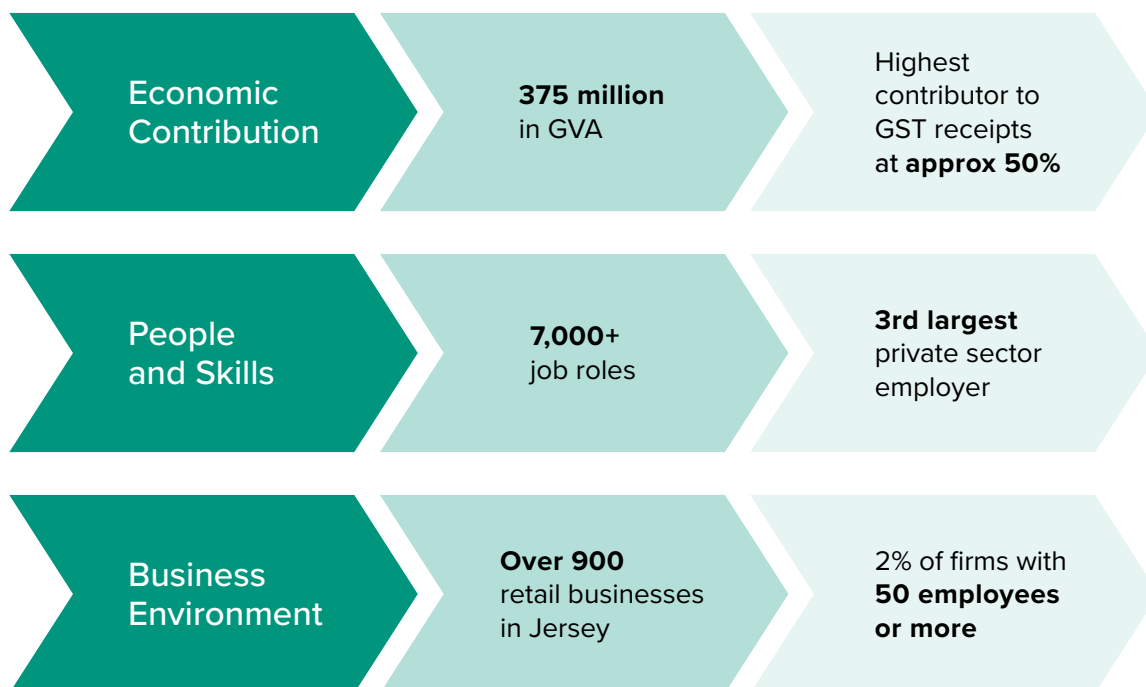 Economic
Contribution
375 million
in GVA
Highest
contributor to
GST receipts
at approx 50%
People
and Skills
7,000+
job roles
3rd largest
private sector
employer
Business
Environment
Over 900
retail businesses
in Jersey
2% of firms with
50 employees
or more